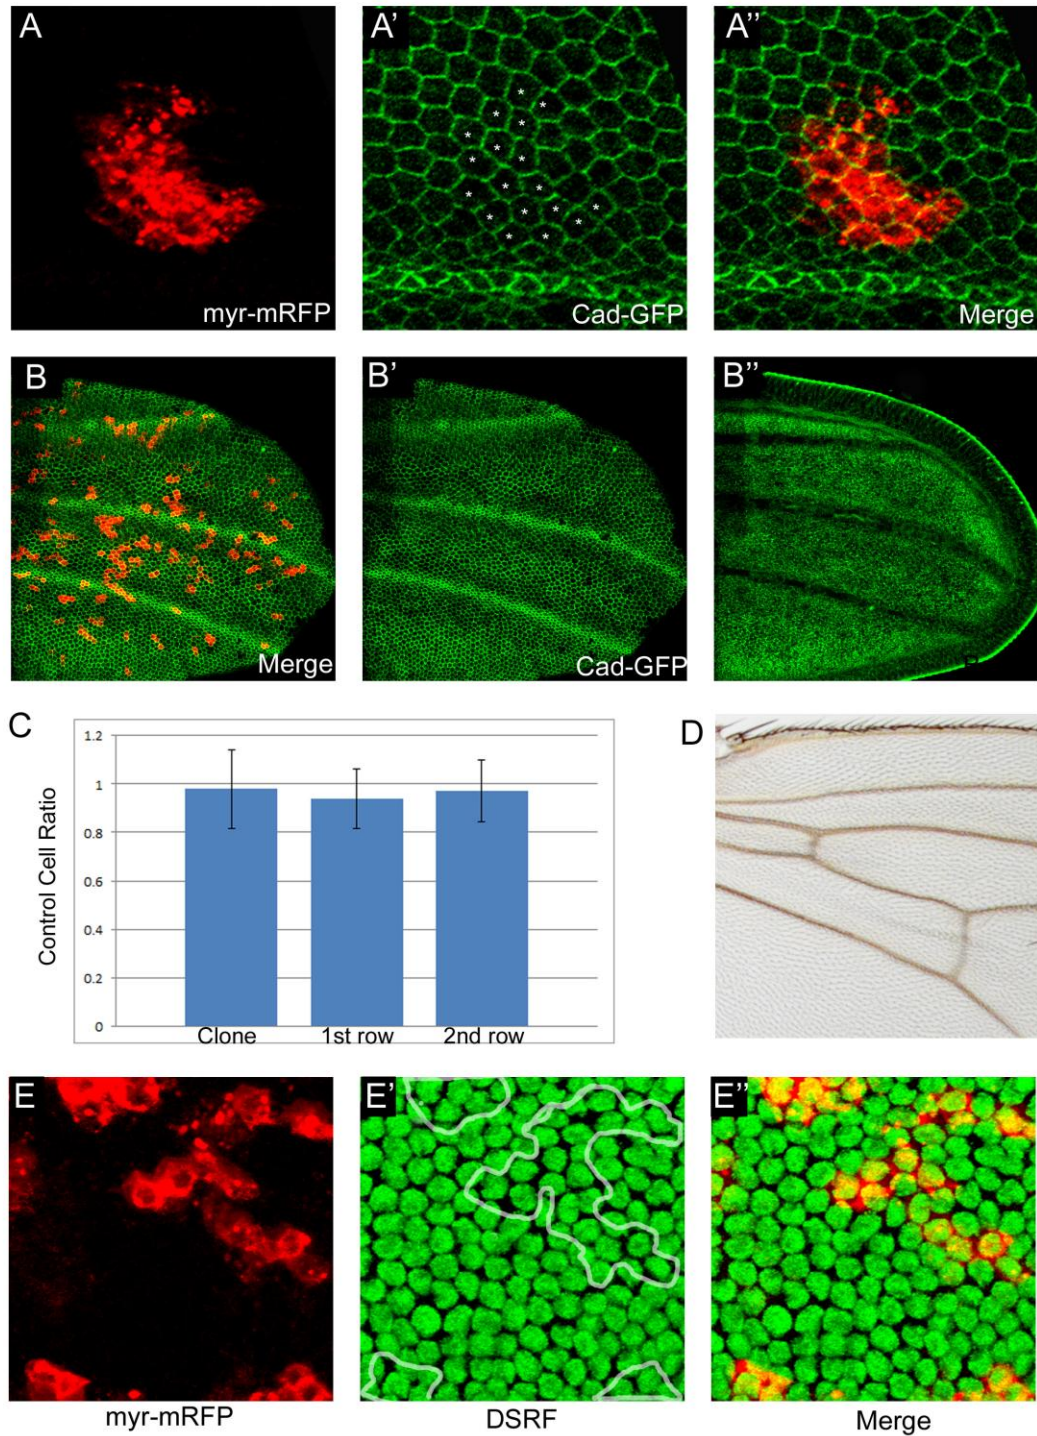 A
A'
A''
myr-mRFP
Cad-GFP
Merge
B
B'
B''
Merge
Cad-GFP
C
D
1.2
1
0.8
0.6
0.4
0.2
0
Control Cell Ratio
Clone
1st row
2nd row
E
E'
E''
myr-mRFP
DSRF
Merge